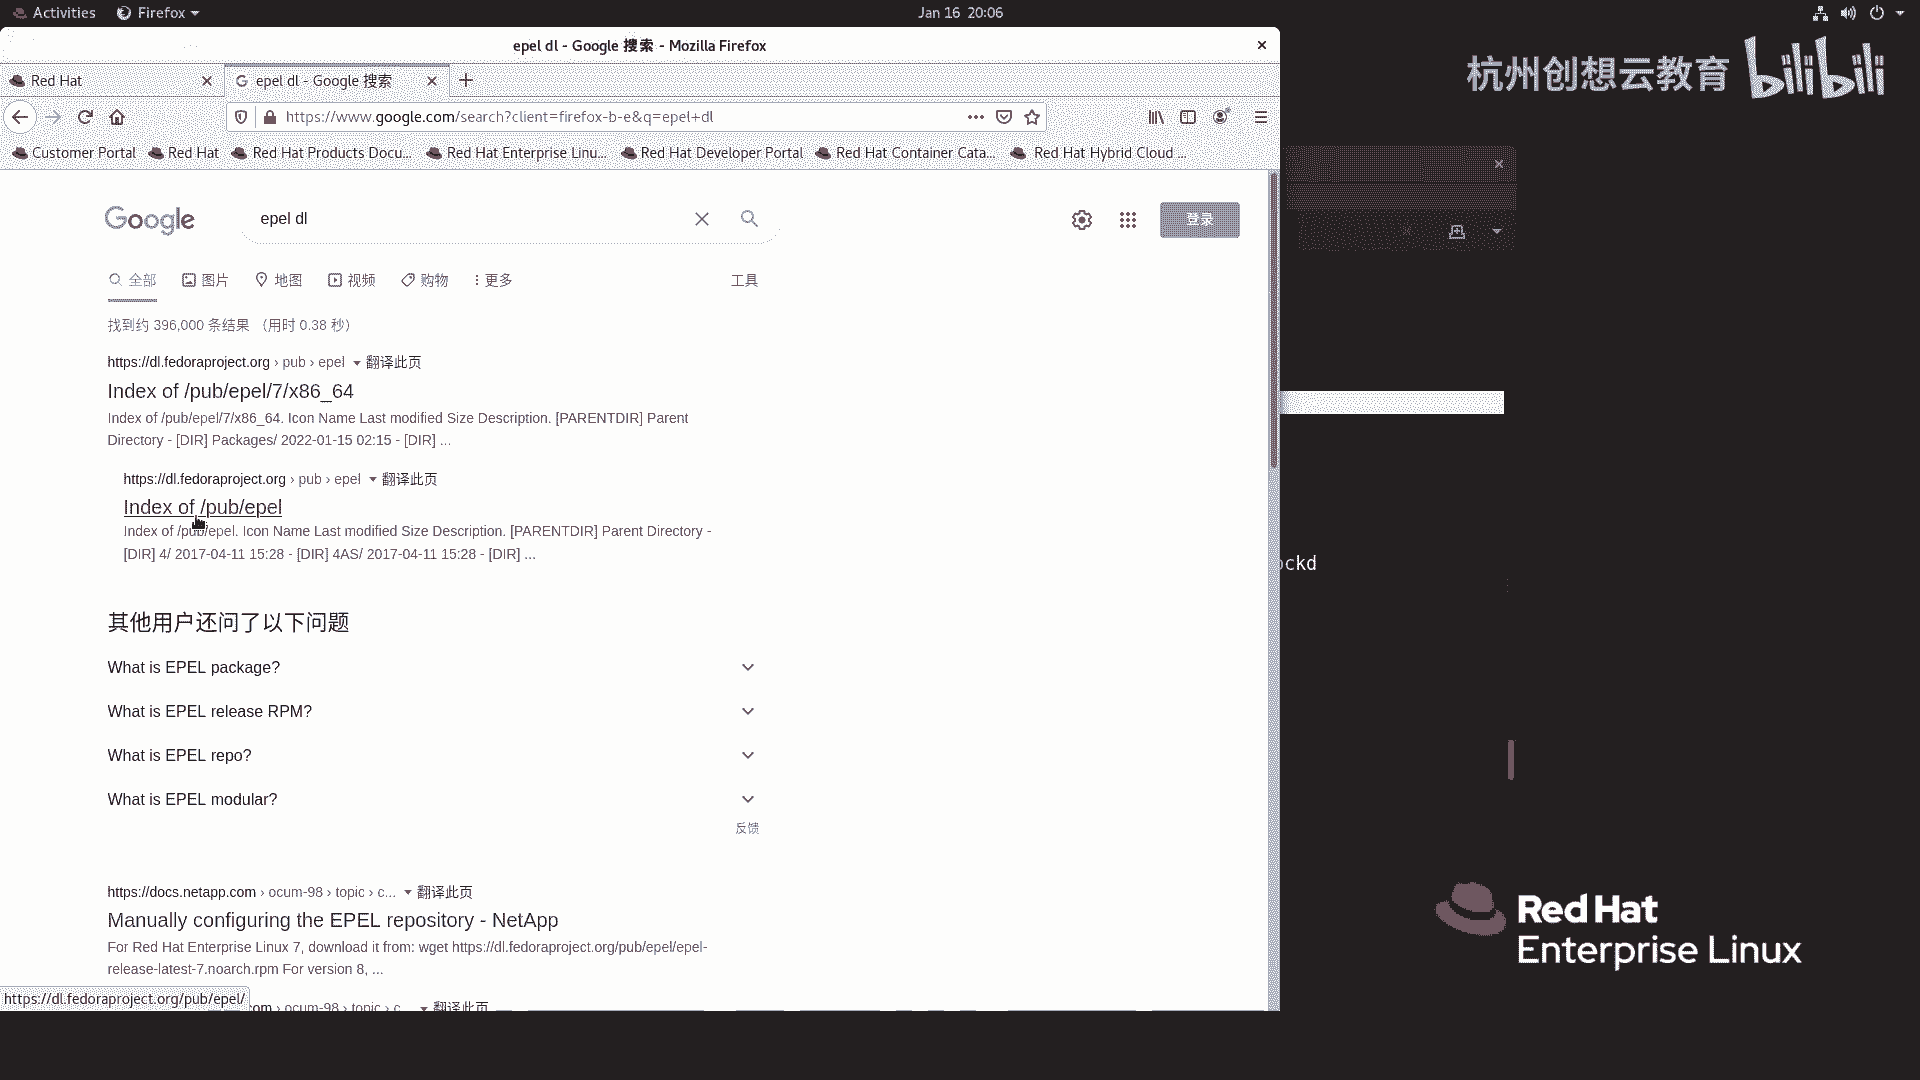 Activities
Firefox
Jan 16 20:06
epel dl - Google 搜索 - Mozilla Firefox
杭州创想云教育 bilibili
Red Hat
epel dl - Google 搜索
https://www.google.com/search?client=firefox-b-e&q=epel+dl
Customer Portal
Red Hat
Red Hat Products Docu...
Red Hat Enterprise Linu...
Red Hat Developer Portal
Red Hat Container Cata...
Red Hat Hybrid Cloud ...
Google
epel dl
登录
全部
图片
地图
视频
购物
更多
工具
找到约 396,000 条结果 （用时 0.38 秒）
https://dl.fedoraproject.org › pub › epel 翻译此页
Index of /pub/epel/7/x86_64
Index of /pub/epel/7/x86_64. Icon Name Last modified Size Description. [PARENTDIR] Parent
Directory - [DIR] Packages/ 2022-01-15 02:15 - [DIR] ...
https://dl.fedoraproject.org › pub › epel 翻译此页
Index of /pub/epel
Index of /pub/epel. Icon Name Last modified Size Description. [PARENTDIR] Parent Directory -
[DIR] 4/ 2017-04-11 15:28 - [DIR] 4AS/ 2017-04-11 15:28 - [DIR] ...
ockd
其他用户还问了以下问题
What is EPEL package?
What is EPEL release RPM?
What is EPEL repo?
What is EPEL modular?
反馈
https://docs.netapp.com › ocum-98 › topic › c... 翻译此页
Manually configuring the EPEL repository - NetApp
For Red Hat Enterprise Linux 7, download it from: wget https://dl.fedoraproject.org/pub/epel/epel-
release-latest-7.noarch.rpm For version 8, ...
https://dl.fedoraproject.org/pub/epel/
com › ocum-98 › topic › c... 翻译此页
Red Hat
Enterprise Linux